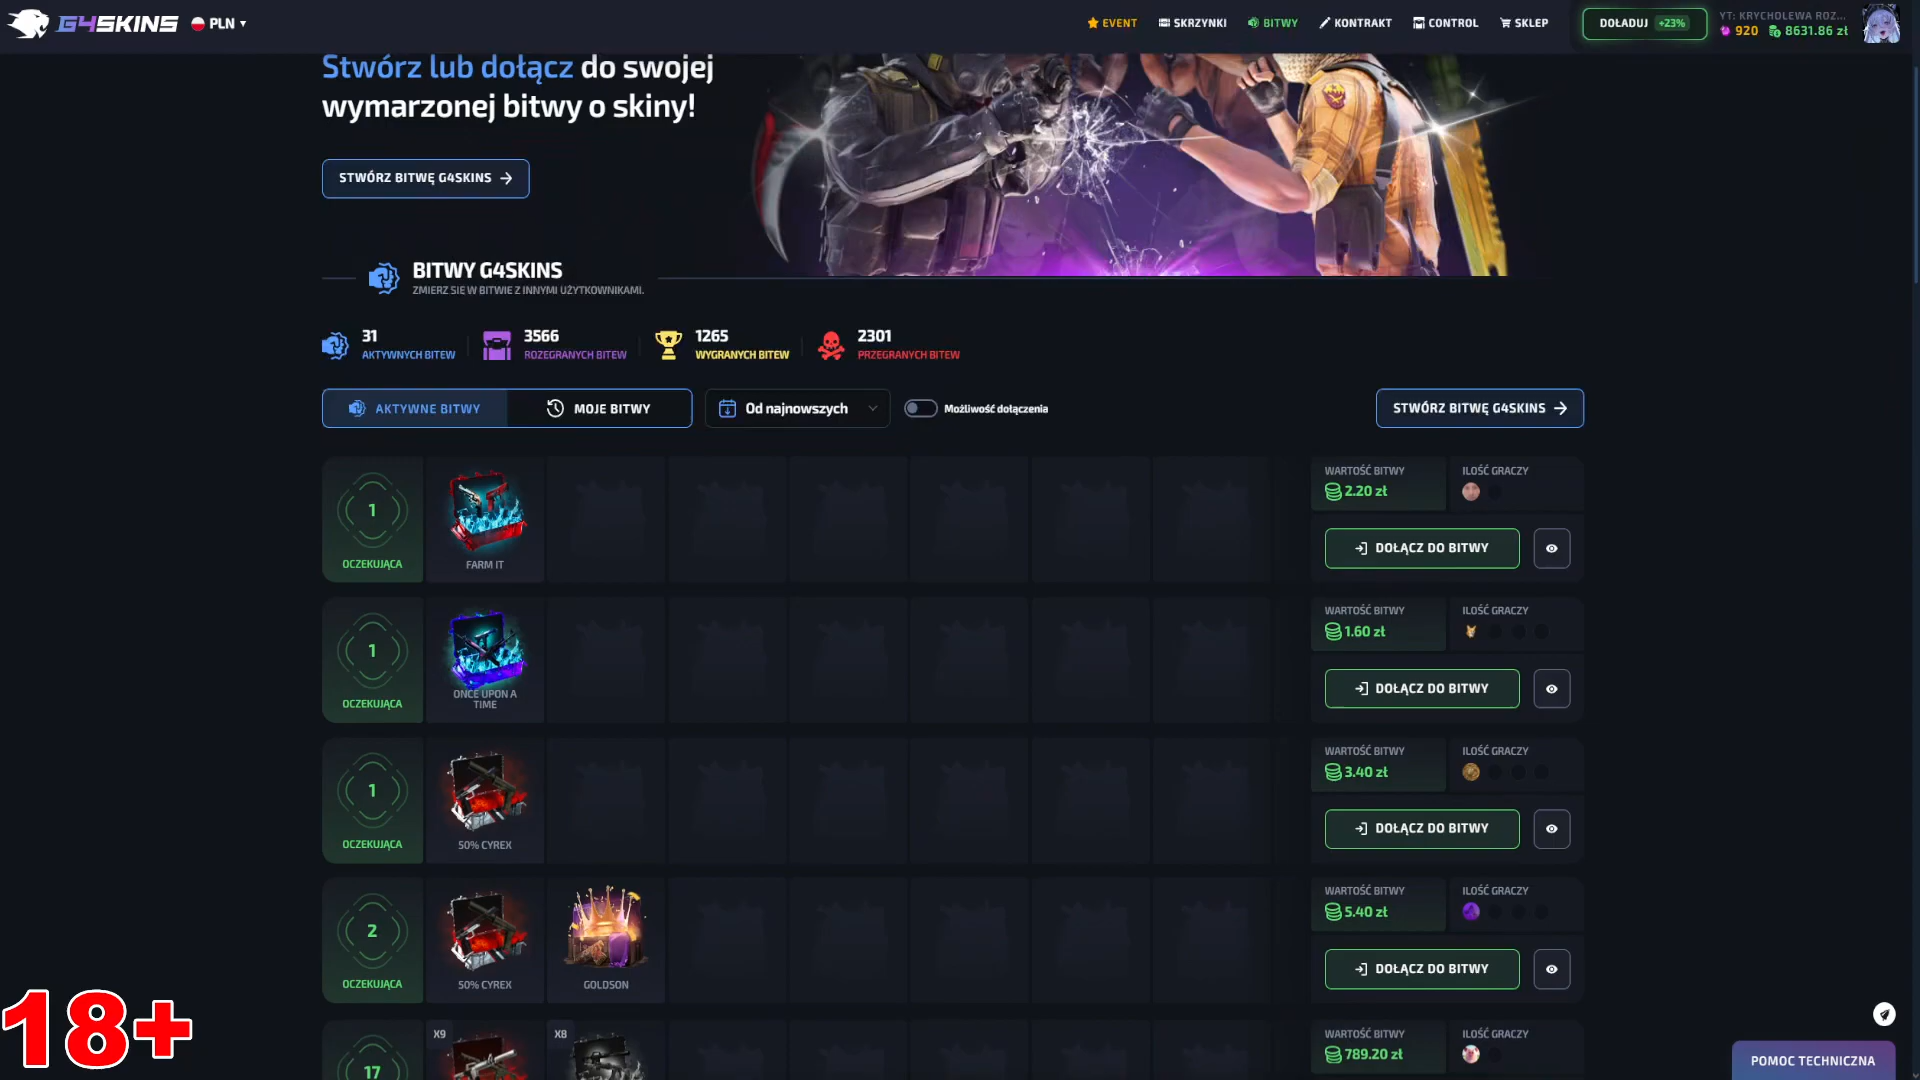 G4SKINS
PLN
EVENT
SKRZYNKI
BITWY
KONTRAKT
CONTROL
SKLEP
DOŁADUJ +23%
YT: KRYCHOLEWA ROZ...
920 8631.86 zł
Stwórz lub dołącz do swojej
wymarzonej bitwy o skiny!
STWÓRZ BITWĘ G4SKINS
BITWY G4SKINS
ZMIERZ SIĘ W BITWIE Z INNYMI UŻYTKOWNIKAMI.
31
AKTYWNYCH BITEW
3566
ROZEGRANYCH BITEW
1265
WYGRANYCH BITEW
2301
PRZEGRANYCH BITEW
AKTYWNE BITWY
MOJE BITWY
Od najnowszych
Możliwość dołączenia
STWÓRZ BITWĘ G4SKINS
1
OCZEKUJĄCA
FARM IT
WARTOŚĆ BITWY
2.20 zł
ILOŚĆ GRACZY
DOŁĄCZ DO BITWY
1
OCZEKUJĄCA
ONCE UPON A
TIME
WARTOŚĆ BITWY
1.60 zł
ILOŚĆ GRACZY
DOŁĄCZ DO BITWY
1
OCZEKUJĄCA
50% CYREX
WARTOŚĆ BITWY
3.40 zł
ILOŚĆ GRACZY
DOŁĄCZ DO BITWY
2
OCZEKUJĄCA
50% CYREX
GOLDSON
WARTOŚĆ BITWY
5.40 zł
ILOŚĆ GRACZY
DOŁĄCZ DO BITWY
17
X9
X8
WARTOŚĆ BITWY
789.20 zł
ILOŚĆ GRACZY
18+
POMOC TECHNICZNA